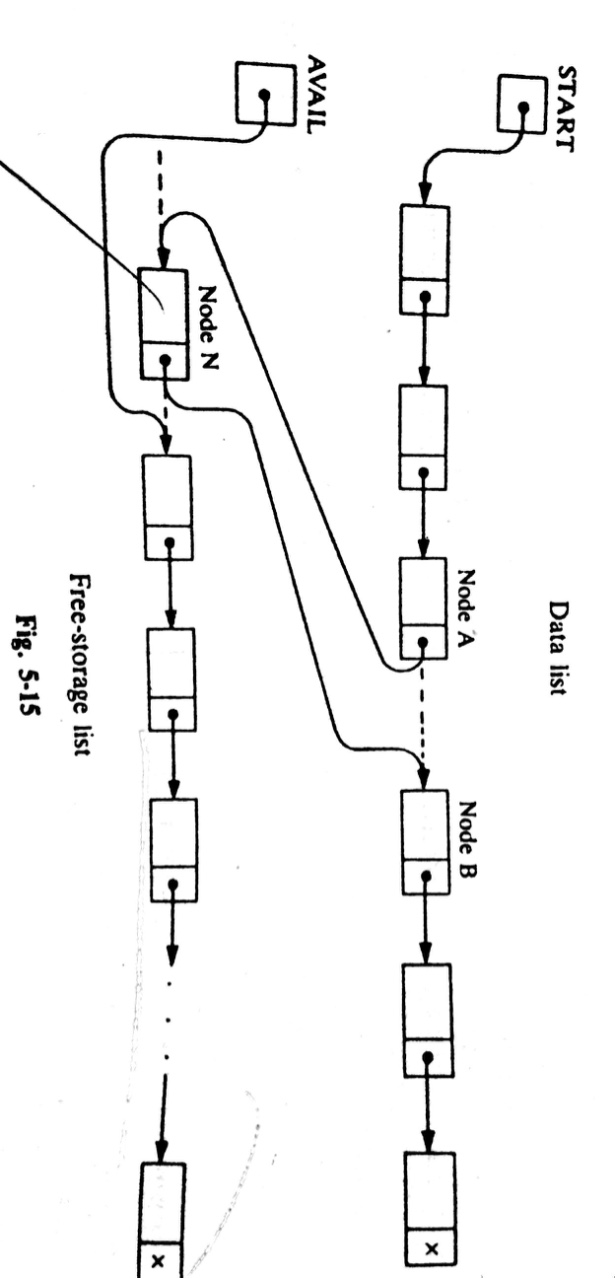 Data list
START
Node A
Node B
x
AVAIL
Node N
x
Free-storage list
Fig. 5-15